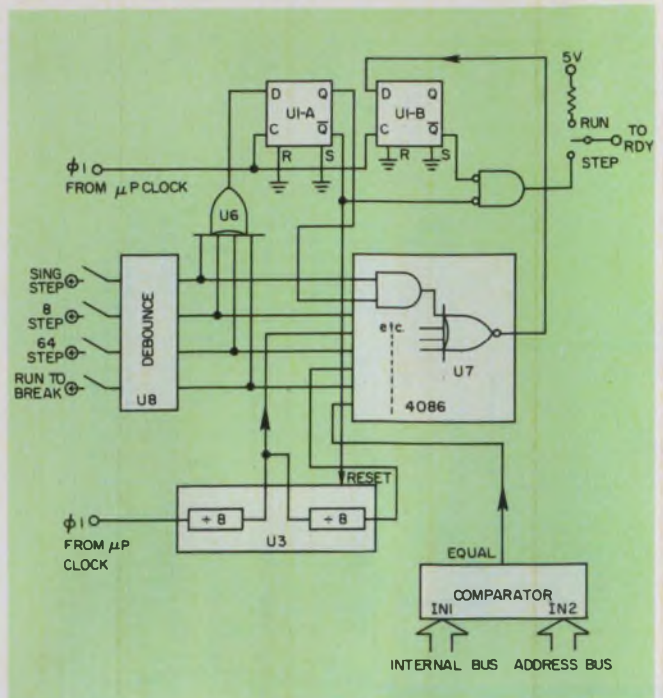 5V
RUN
TO
RDY
STEP
D Q
U1-A
C Q̅
R S
D Q
U1-B
C Q̅
R S
φ1
FROM μP CLOCK
U6
SING
STEP
8
STEP
64
STEP
RUN TO
BREAK
DEBOUNCE
U8
etc.
U7
4086
RESET
÷ 8
÷ 8
U3
φ1
FROM μP
CLOCK
EQUAL
COMPARATOR
IN1 IN2
INTERNAL BUS ADDRESS BUS